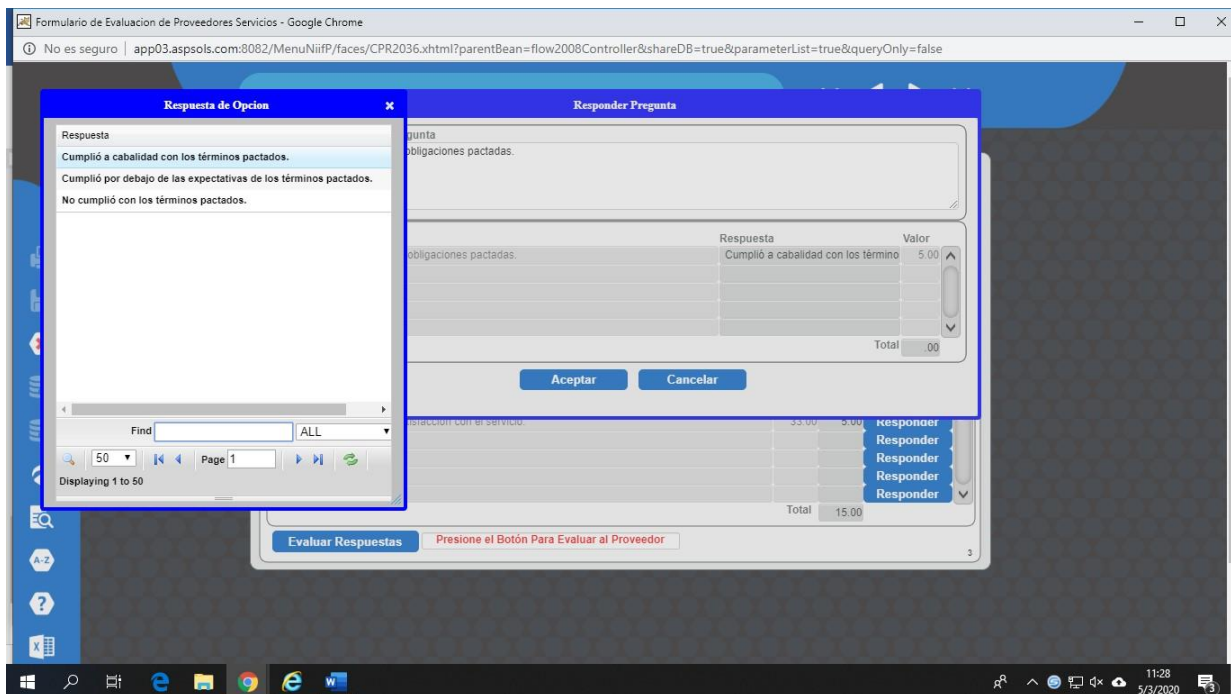 Formulario de Evaluacion de Proveedores Servicios - Google Chrome
No es seguro | app03.aspsols.com:8082/MenuNiifP/faces/CPR2036.xhtml?parentBean=flow2008Controller&shareDB=true&parameterList=true&queryOnly=false
Respuesta de Opcion
Responder Pregunta
Respuesta
Cumplió a cabalidad con los términos pactados.
Cumplió por debajo de las expectativas de los términos pactados.
No cumplió con los términos pactados.
Find ALL
50 Page 1
Displaying 1 to 50
gunta
obligaciones pactadas.
Respuesta Valor
obligaciones pactadas. Cumplió a cabalidad con los término 5.00
Total .00
Aceptar Cancelar
tisfacción con el servicio. 33.00 5.00 Responder
Responder
Responder
Responder
Responder
Total 15.00
Evaluar Respuestas Presione el Botón Para Evaluar al Proveedor
3
A-Z
?
11:28
5/3/2020